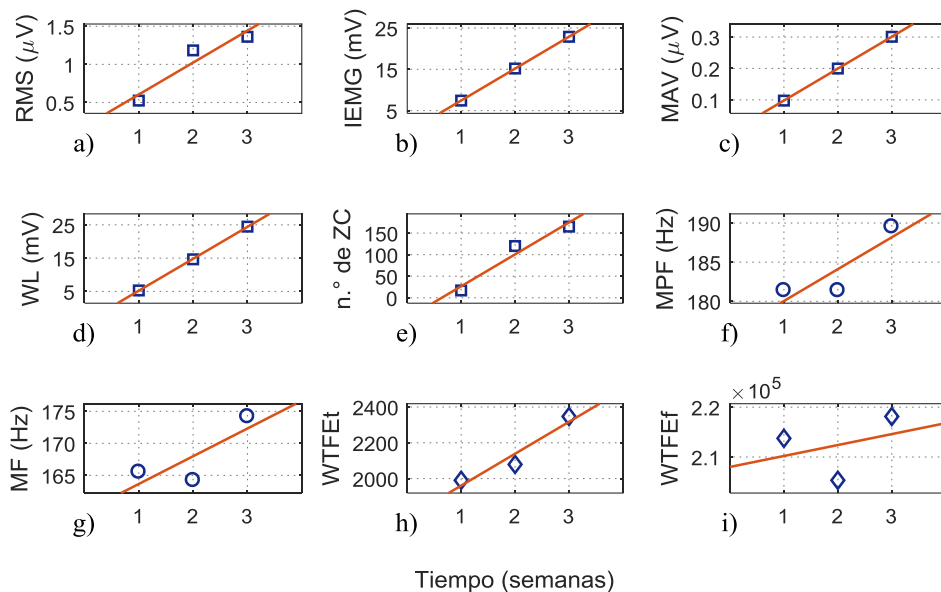 RMS (µV)
1.5
1
0.5
1 2 3
a)
IEMG (mV)
25
15
5
1 2 3
b)
MAV (µV)
0.3
0.2
0.1
1 2 3
c)
WL (mV)
25
15
5
1 2 3
d)
n.° de ZC
150
100
50
0
1 2 3
e)
MPF (Hz)
190
185
180
1 2 3
f)
MF (Hz)
175
170
165
1 2 3
g)
WTFEt
2400
2200
2000
1 2 3
h)
× 10⁵
WTFEf
2.2
2.1
1 2 3
i)
Tiempo (semanas)